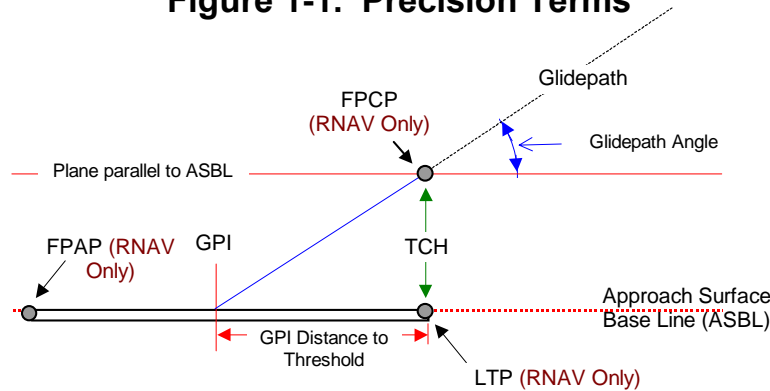 Figure 1-1. Precision Terms
Glidepath
FPCP
(RNAV Only)
Glidepath Angle
Plane parallel to ASBL
FPAP (RNAV
Only)
GPI
TCH
Approach Surface
Base Line (ASBL)
GPI Distance to
Threshold
LTP (RNAV Only)